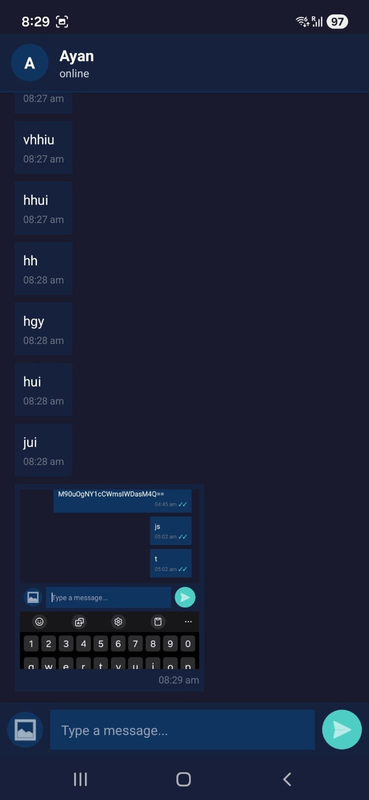 8:29
97
A
Ayan
online
08:27 am
vhhiu
08:27 am
hhui
08:27 am
hh
08:28 am
hgy
08:28 am
hui
08:28 am
jui
08:28 am
04:45 am
js
05:02 am
t
05:02 am
Type a message...
1 2 3 4 5 6 7 8 9 0
q w e r t y u i o p
08:29 am
Type a message...